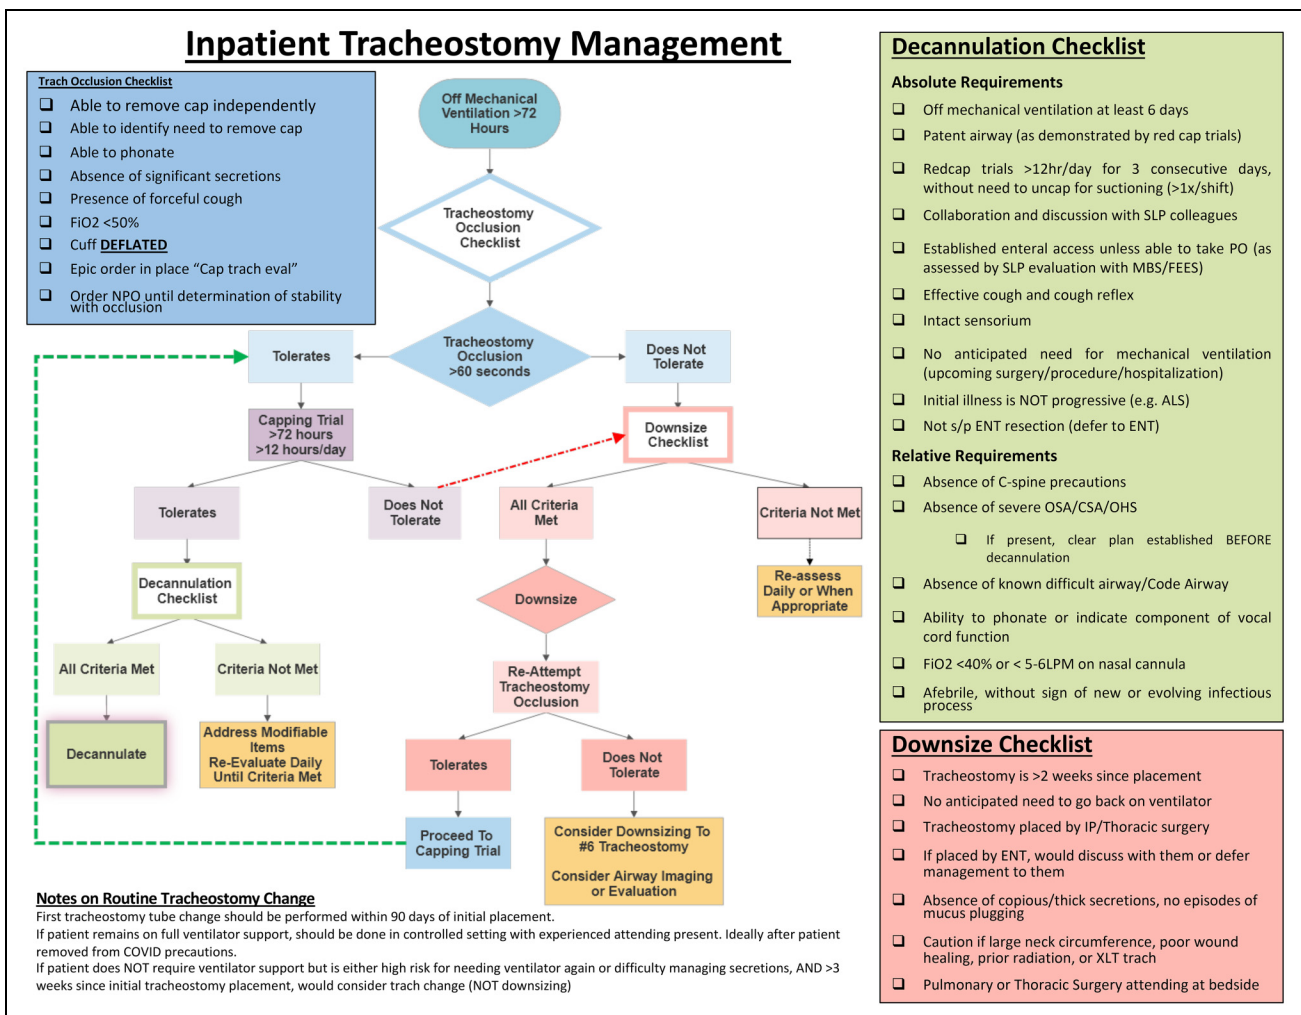 Inpatient Tracheostomy Management
Trach Occlusion Checklist
Able to remove cap independently
Able to identify need to remove cap
Able to phonate
Absence of significant secretions
Presence of forceful cough
FiO2 <50%
Cuff DEFLATED
Epic order in place “Cap trach eval”
Order NPO until determination of stability
with occlusion
Off Mechanical
Ventilation >72
Hours
Tracheostomy
Occlusion
Checklist
Tracheostomy
Occlusion
>60 seconds
Tolerates
Does Not
Tolerate
Capping Trial
>72 hours
>12 hours/day
Downsize
Checklist
Tolerates
Does Not
Tolerate
All Criteria
Met
Criteria Not Met
Decannulation
Checklist
Downsize
Re-assess
Daily or When
Appropriate
All Criteria Met
Criteria Not Met
Re-Attempt
Tracheostomy
Occlusion
Decannulate
Address Modifiable
Items
Re-Evaluate Daily
Until Criteria Met
Tolerates
Does Not
Tolerate
Proceed To
Capping Trial
Consider Downsizing To
#6 Tracheostomy
Consider Airway Imaging
or Evaluation
Notes on Routine Tracheostomy Change
First tracheostomy tube change should be performed within 90 days of initial placement.
If patient remains on full ventilator support, should be done in controlled setting with experienced attending present. Ideally after patient
removed from COVID precautions.
If patient does NOT require ventilator support but is either high risk for needing ventilator again or difficulty managing secretions, AND >3
weeks since initial tracheostomy placement, would consider trach change (NOT downsizing)
Decannulation Checklist
Absolute Requirements
Off mechanical ventilation at least 6 days
Patent airway (as demonstrated by red cap trials)
Redcap trials >12hr/day for 3 consecutive days,
without need to uncap for suctioning (>1x/shift)
Collaboration and discussion with SLP colleagues
Established enteral access unless able to take PO (as
assessed by SLP evaluation with MBS/FEES)
Effective cough and cough reflex
Intact sensorium
No anticipated need for mechanical ventilation
(upcoming surgery/procedure/hospitalization)
Initial illness is NOT progressive (e.g. ALS)
Not s/p ENT resection (defer to ENT)
Relative Requirements
Absence of C-spine precautions
Absence of severe OSA/CSA/OHS
If present, clear plan established BEFORE
decannulation
Absence of known difficult airway/Code Airway
Ability to phonate or indicate component of vocal
cord function
FiO2 <40% or < 5-6LPM on nasal cannula
Afebrile, without sign of new or evolving infectious
process
Downsize Checklist
Tracheostomy is >2 weeks since placement
No anticipated need to go back on ventilator
Tracheostomy placed by IP/Thoracic surgery
If placed by ENT, would discuss with them or defer
management to them
Absence of copious/thick secretions, no episodes of
mucus plugging
Caution if large neck circumference, poor wound
healing, prior radiation, or XLT trach
Pulmonary or Thoracic Surgery attending at bedside